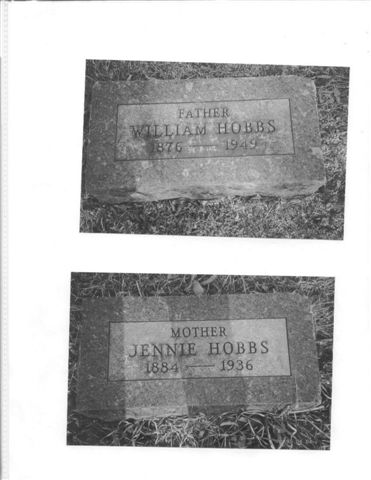 FATHER
WILLIAM HOBBS
1876 — 1949
MOTHER
JENNIE HOBBS
1884 — 1936